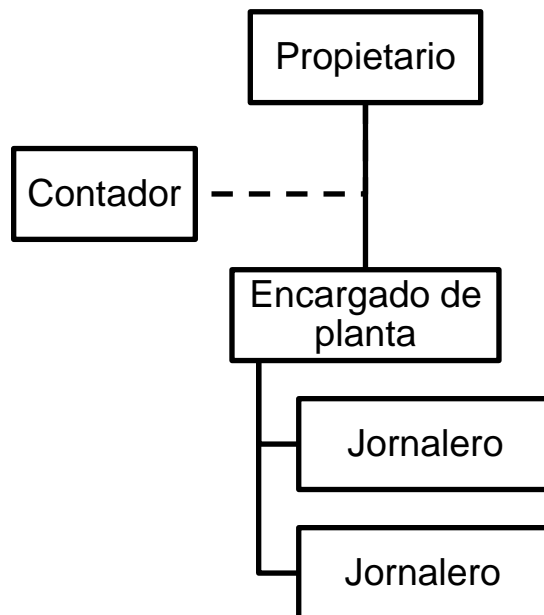 Propietario
Contador
Encargado de
planta
Jornalero
Jornalero